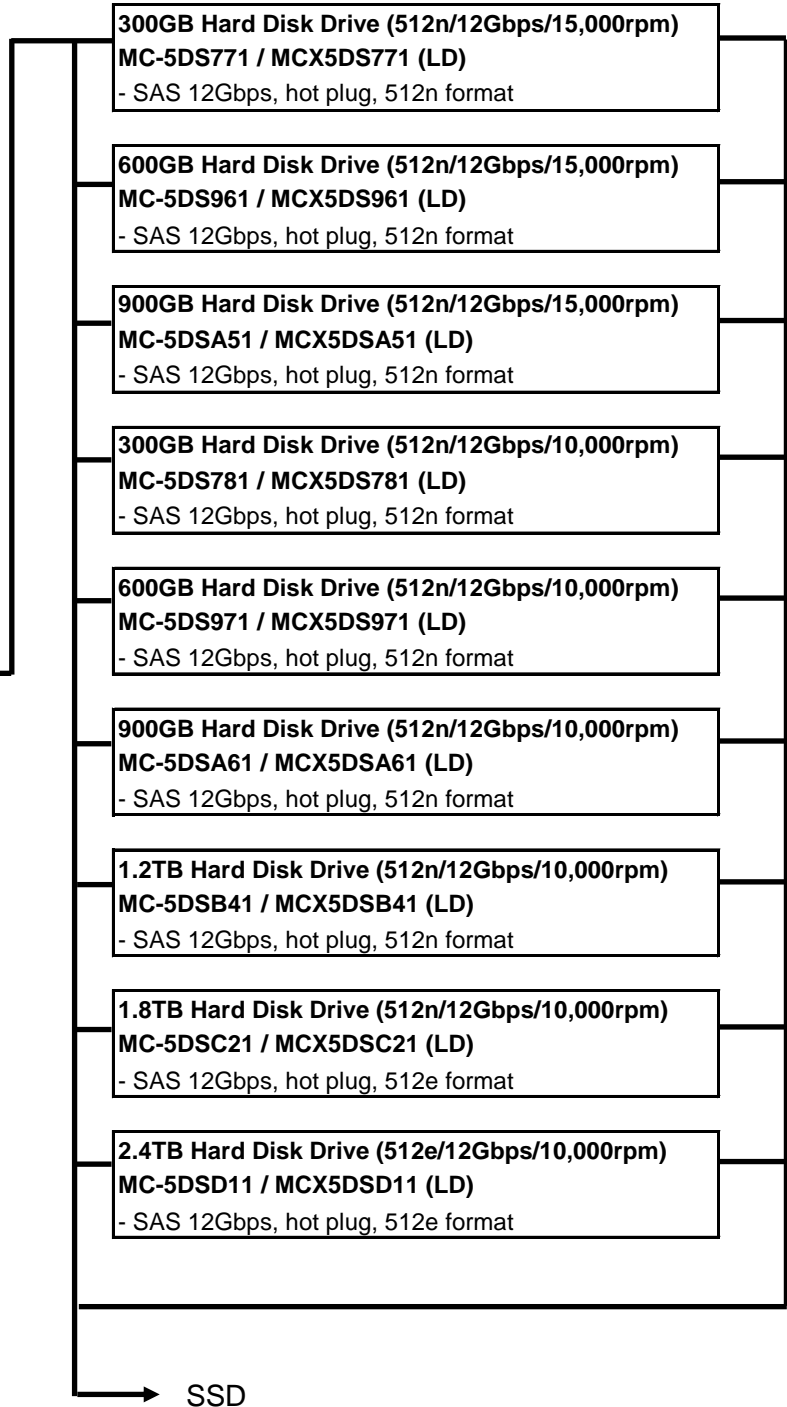 300GB Hard Disk Drive (512n/12Gbps/15,000rpm)
MC-5DS771 / MCX5DS771 (LD)
- SAS 12Gbps, hot plug, 512n format
600GB Hard Disk Drive (512n/12Gbps/15,000rpm)
MC-5DS961 / MCX5DS961 (LD)
- SAS 12Gbps, hot plug, 512n format
900GB Hard Disk Drive (512n/12Gbps/15,000rpm)
MC-5DSA51 / MCX5DSA51 (LD)
- SAS 12Gbps, hot plug, 512n format
300GB Hard Disk Drive (512n/12Gbps/10,000rpm)
MC-5DS781 / MCX5DS781 (LD)
- SAS 12Gbps, hot plug, 512n format
600GB Hard Disk Drive (512n/12Gbps/10,000rpm)
MC-5DS971 / MCX5DS971 (LD)
- SAS 12Gbps, hot plug, 512n format
900GB Hard Disk Drive (512n/12Gbps/10,000rpm)
MC-5DSA61 / MCX5DSA61 (LD)
- SAS 12Gbps, hot plug, 512n format
1.2TB Hard Disk Drive (512n/12Gbps/10,000rpm)
MC-5DSB41 / MCX5DSB41 (LD)
- SAS 12Gbps, hot plug, 512n format
1.8TB Hard Disk Drive (512n/12Gbps/10,000rpm)
MC-5DSC21 / MCX5DSC21 (LD)
- SAS 12Gbps, hot plug, 512e format
2.4TB Hard Disk Drive (512e/12Gbps/10,000rpm)
MC-5DSD11 / MCX5DSD11 (LD)
- SAS 12Gbps, hot plug, 512e format
SSD